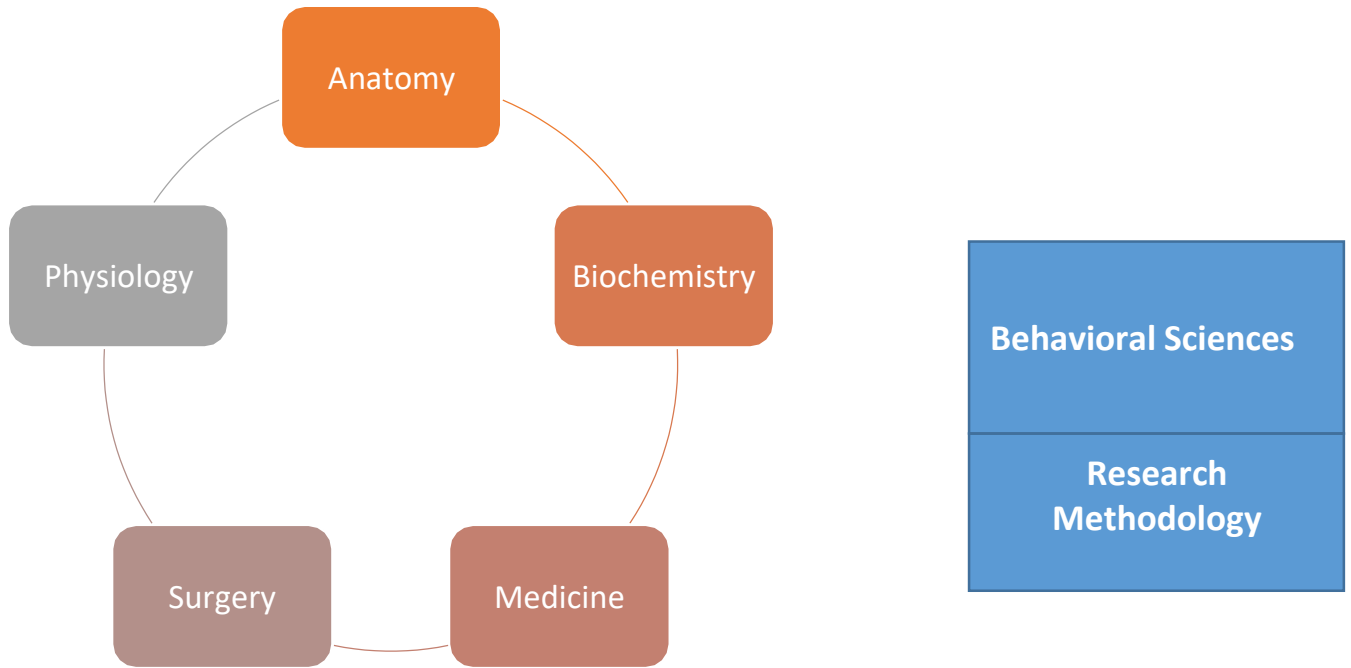 Anatomy
Physiology
Biochemistry
Surgery
Medicine
Behavioral Sciences
Research
Methodology